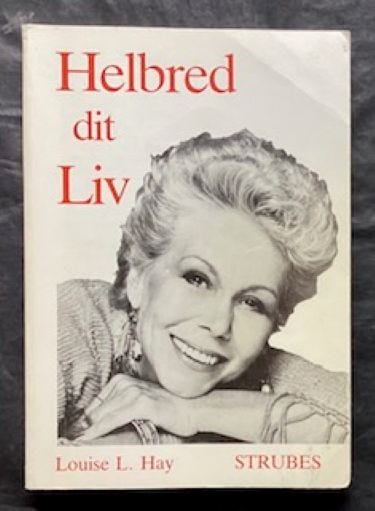 Helbred
dit
Liv
Louise L. Hay STRUBES